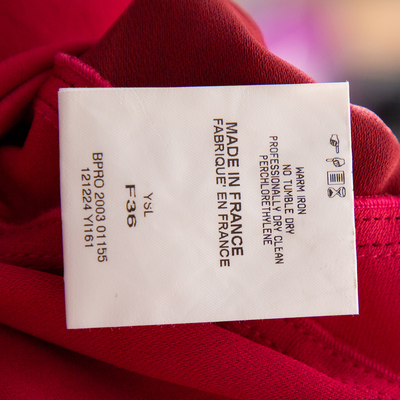 WARM IRON
NO TUMBLE DRY
PROFESSIONALLY DRY CLEAN
PERCHLORETHYLENE
MADE IN FRANCE
FABRIQUE' EN FRANCE
YSL
F36
BPRO 2003 01155
121224 Y1161